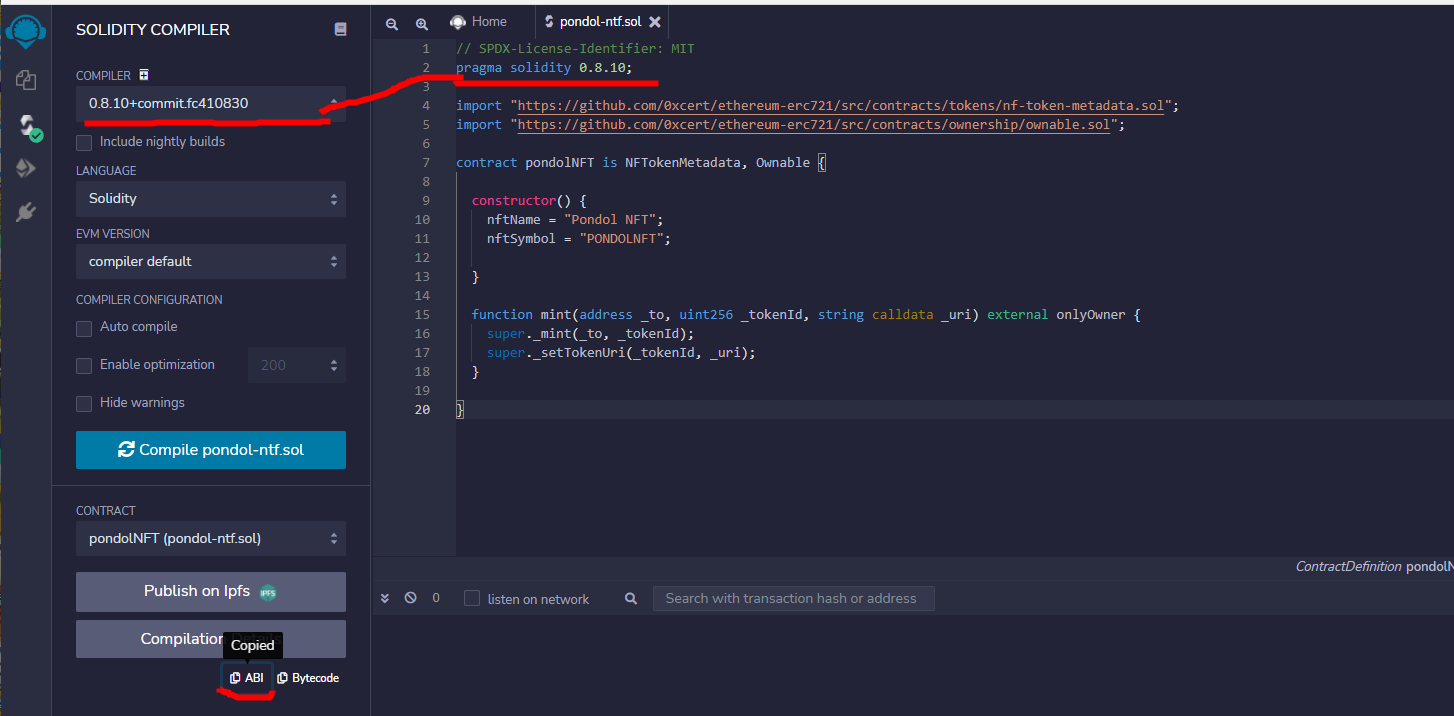 SOLIDITY COMPILER
COMPILER
0.8.10+commit.fc410830
Include nightly builds
LANGUAGE
Solidity
EVM VERSION
compiler default
COMPILER CONFIGURATION
Auto compile
Enable optimization
200
Hide warnings
Compile pondol-ntf.sol
CONTRACT
pondolNFT (pondol-ntf.sol)
Publish on Ipfs
IPFS
Compilation
Copied
ABI
Bytecode
Home
pondol-ntf.sol
1 // SPDX-License-Identifier: MIT
2 pragma solidity 0.8.10;
3
4 import "https://github.com/0xcert/ethereum-erc721/src/contracts/tokens/nf-token-metadata.sol";
5 import "https://github.com/0xcert/ethereum-erc721/src/contracts/ownership/ownable.sol";
6
7 contract pondolNFT is NFTokenMetadata, Ownable {
8
9 constructor() {
10 nftName = "Pondol NFT";
11 nftSymbol = "PONDOLNFT";
12
13 }
14
15 function mint(address _to, uint256 _tokenId, string calldata _uri) external onlyOwner {
16 super._mint(_to, _tokenId);
17 super._setTokenUri(_tokenId, _uri);
18 }
19
20 }
ContractDefinition pondolN
0
listen on network
Search with transaction hash or address